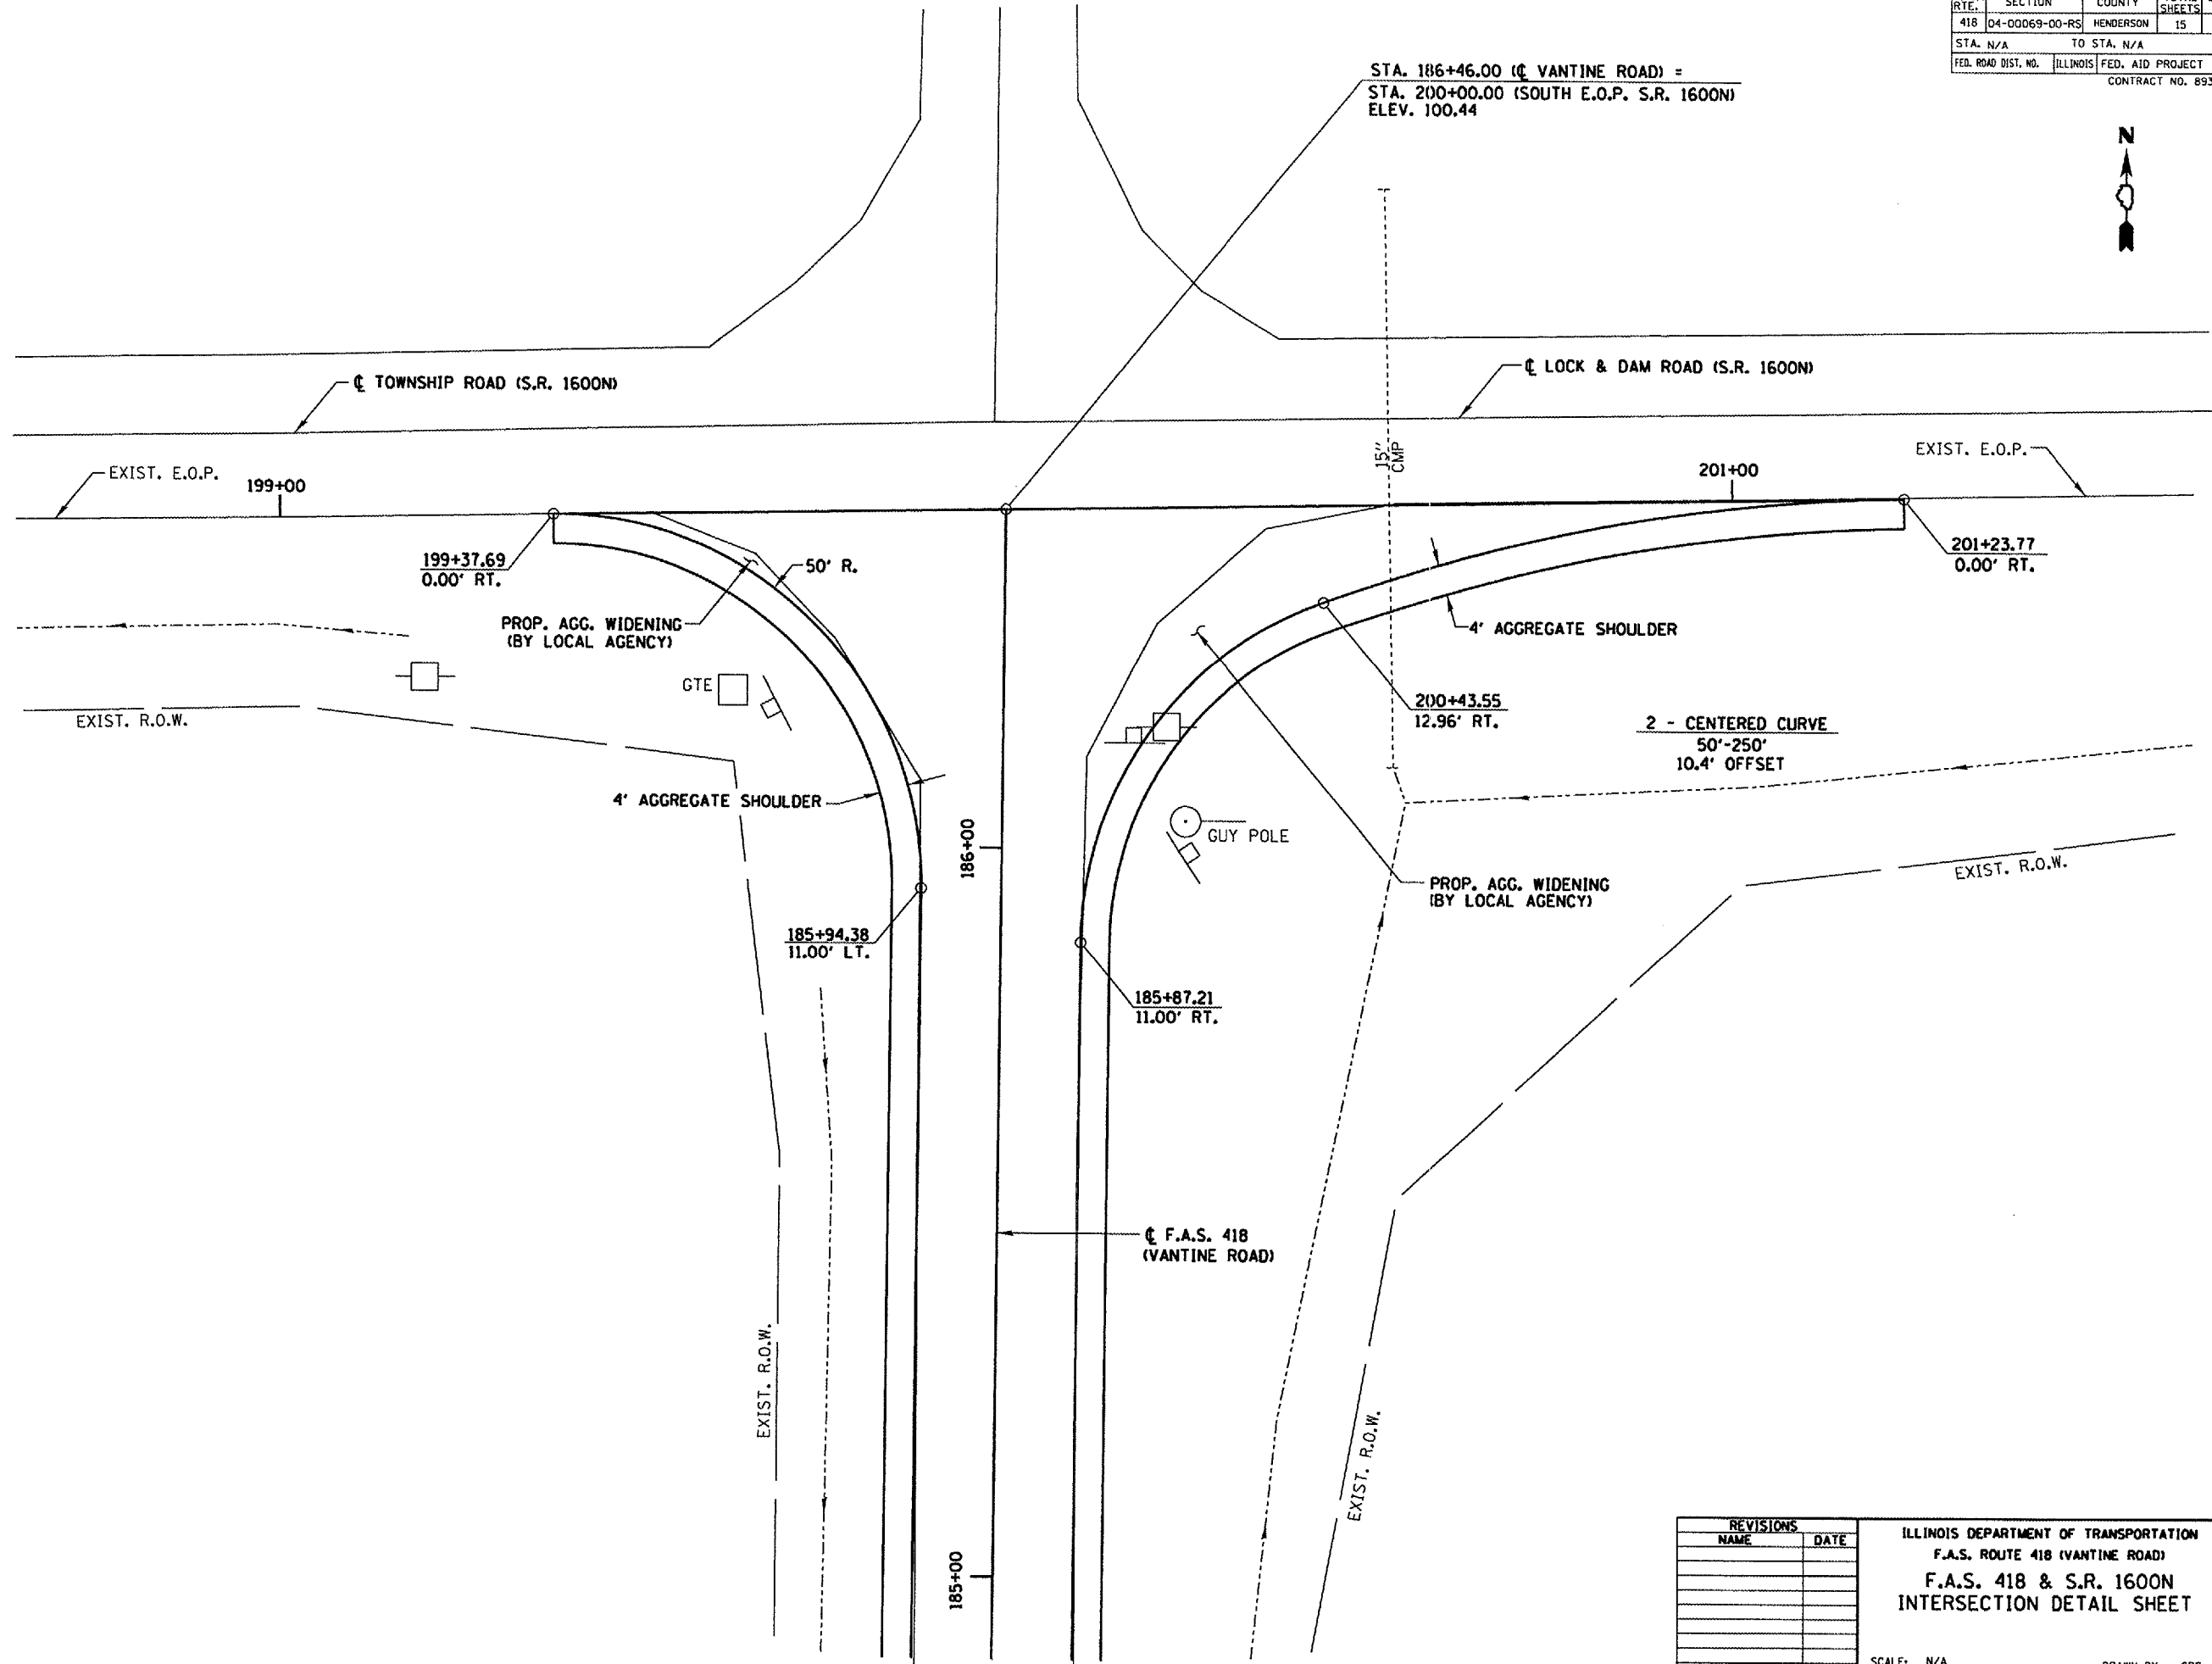 RTE. SECTION COUNTY SHEETS
418 04-00069-00-RS HENDERSON 15
STA. N/A TO STA. N/A
FED. ROAD DIST. NO. ILLINOIS FED. AID PROJECT
CONTRACT NO. 893
STA. 186+46.00 (℄ VANTINE ROAD) =
STA. 200+00.00 (SOUTH E.O.P. S.R. 1600N)
ELEV. 100.44
N
℄ TOWNSHIP ROAD (S.R. 1600N)
℄ LOCK & DAM ROAD (S.R. 1600N)
EXIST. E.O.P.
199+00
15"
CMP
201+00
EXIST. E.O.P.
199+37.69
0.00' RT.
50' R.
201+23.77
0.00' RT.
PROP. AGG. WIDENING
(BY LOCAL AGENCY)
4' AGGREGATE SHOULDER
GTE
EXIST. R.O.W.
200+43.55
12.96' RT.
2 - CENTERED CURVE
50'-250'
10.4' OFFSET
4' AGGREGATE SHOULDER
186+00
GUY POLE
EXIST. R.O.W.
PROP. AGG. WIDENING
(BY LOCAL AGENCY)
185+94.38
11.00' LT.
185+87.21
11.00' RT.
℄ F.A.S. 418
(VANTINE ROAD)
EXIST. R.O.W.
EXIST. R.O.W.
185+00
REVISIONS
NAME DATE
ILLINOIS DEPARTMENT OF TRANSPORTATION
F.A.S. ROUTE 418 (VANTINE ROAD)
F.A.S. 418 & S.R. 1600N
INTERSECTION DETAIL SHEET
SCALE: N/A